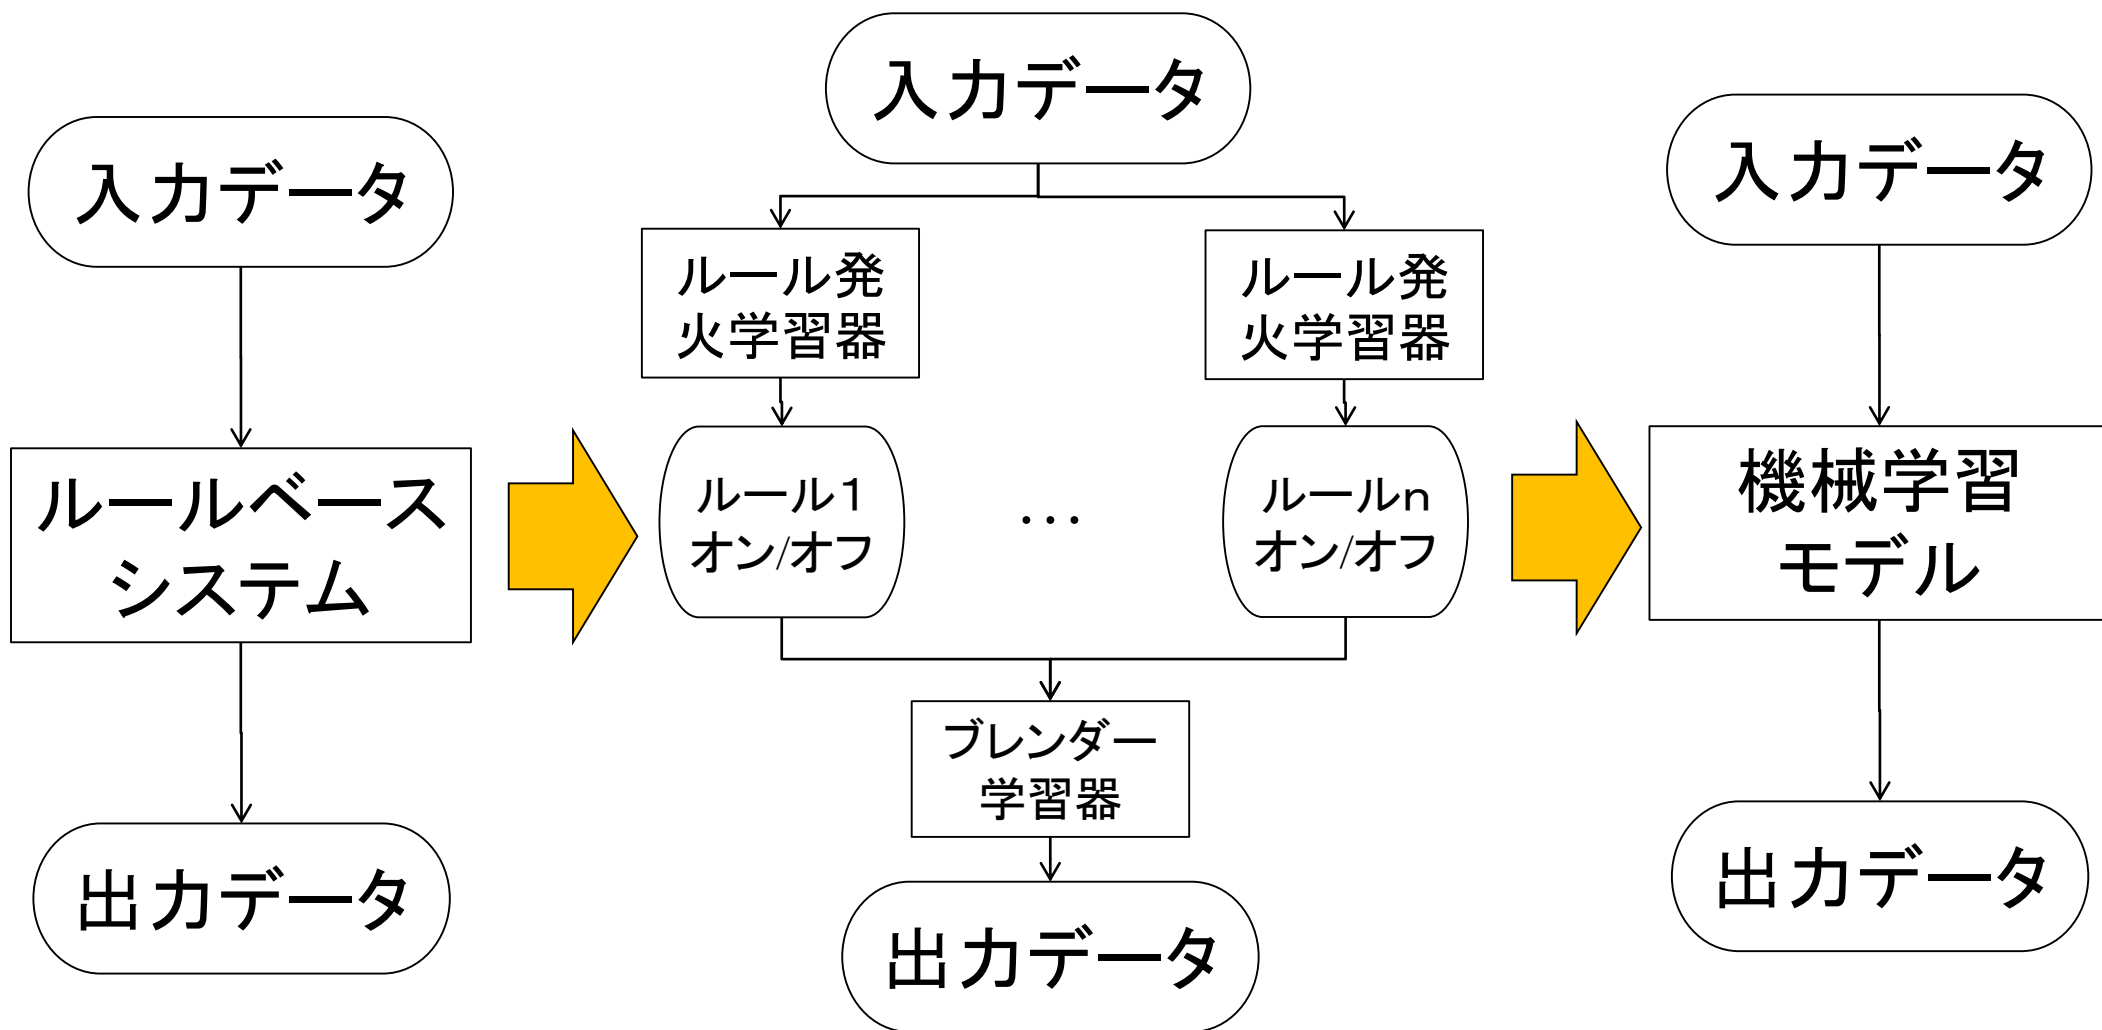 入力データ
ルールベース
システム
出力データ
入力データ
ルール発
火学習器
ルール発
火学習器
ルール1
オン/オフ
…
ルールn
オン/オフ
ブレンダー
学習器
出力データ
入力データ
機械学習
モデル
出力データ